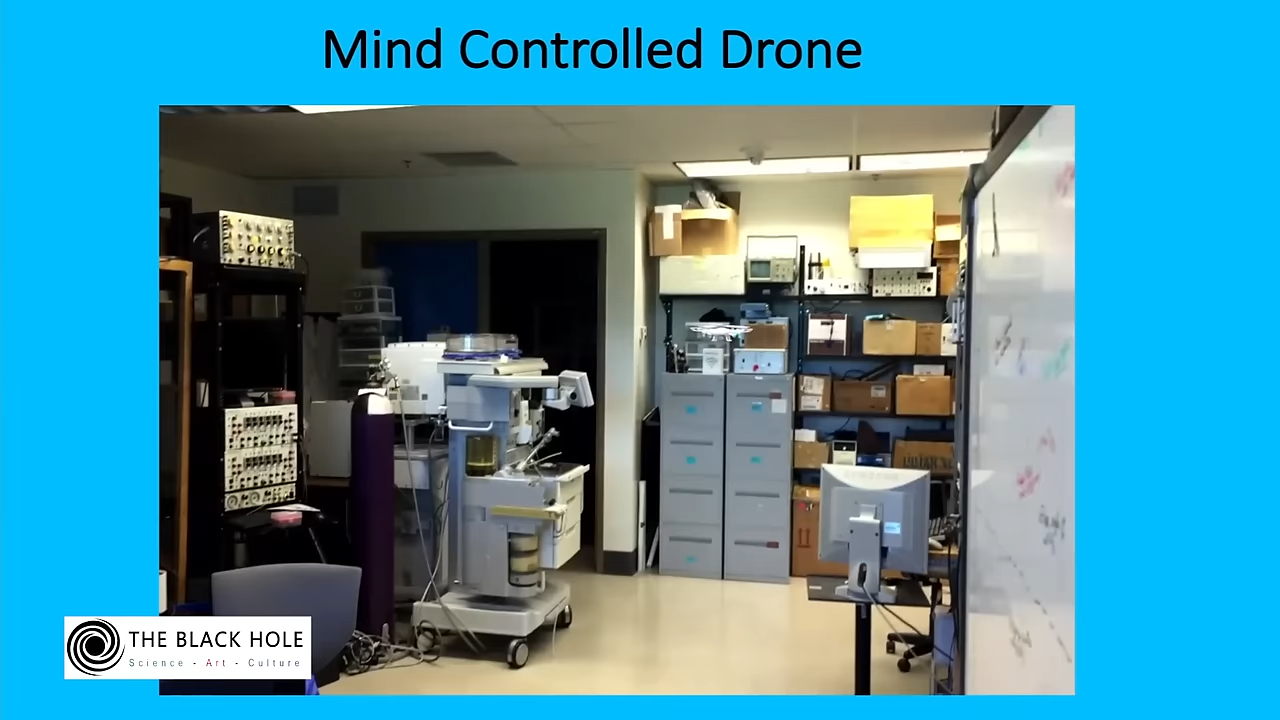 Mind Controlled Drone
THE BLACK HOLE
Science - Art - Culture